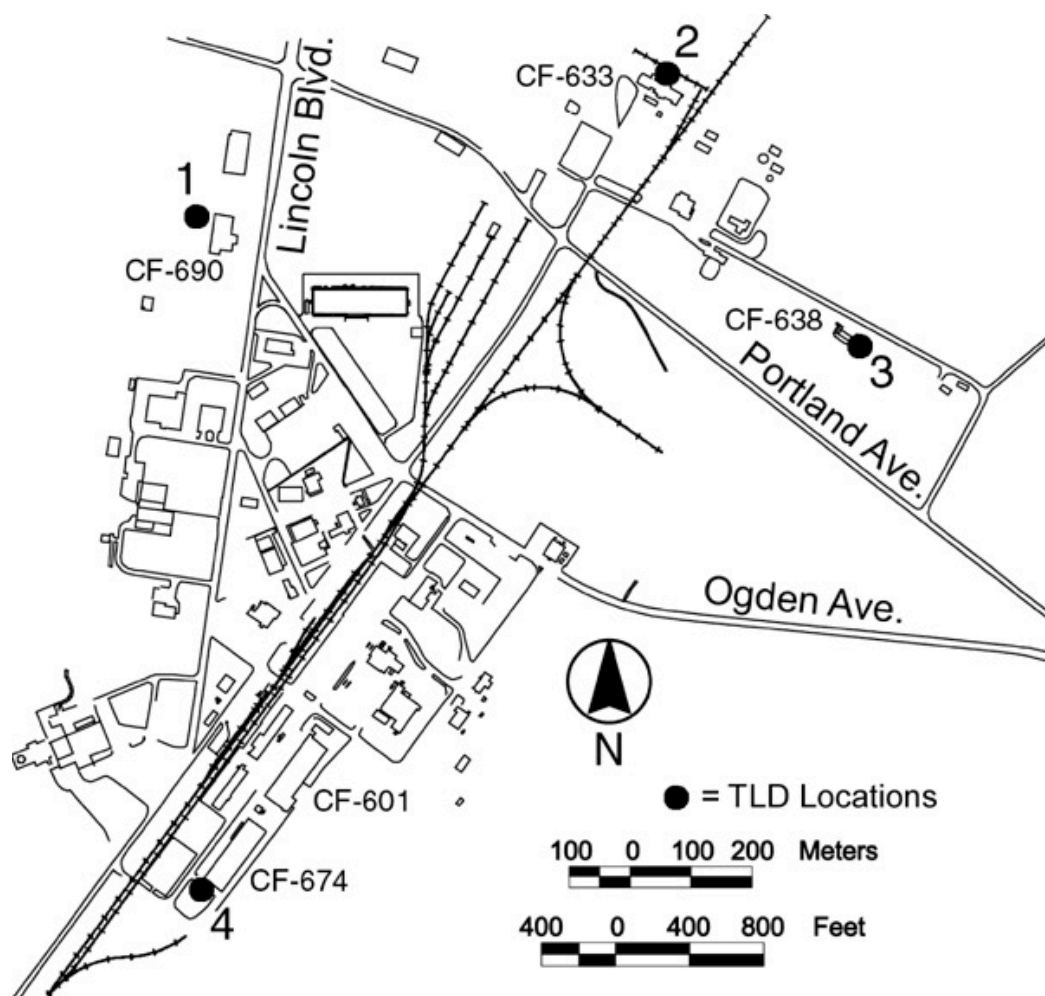 2
CF-633
Lincoln Blvd.
1
CF-690
CF-638
3
Portland Ave.
Ogden Ave.
N
= TLD Locations
CF-601
100 0 100 200 Meters
CF-674
4
400 0 400 800 Feet